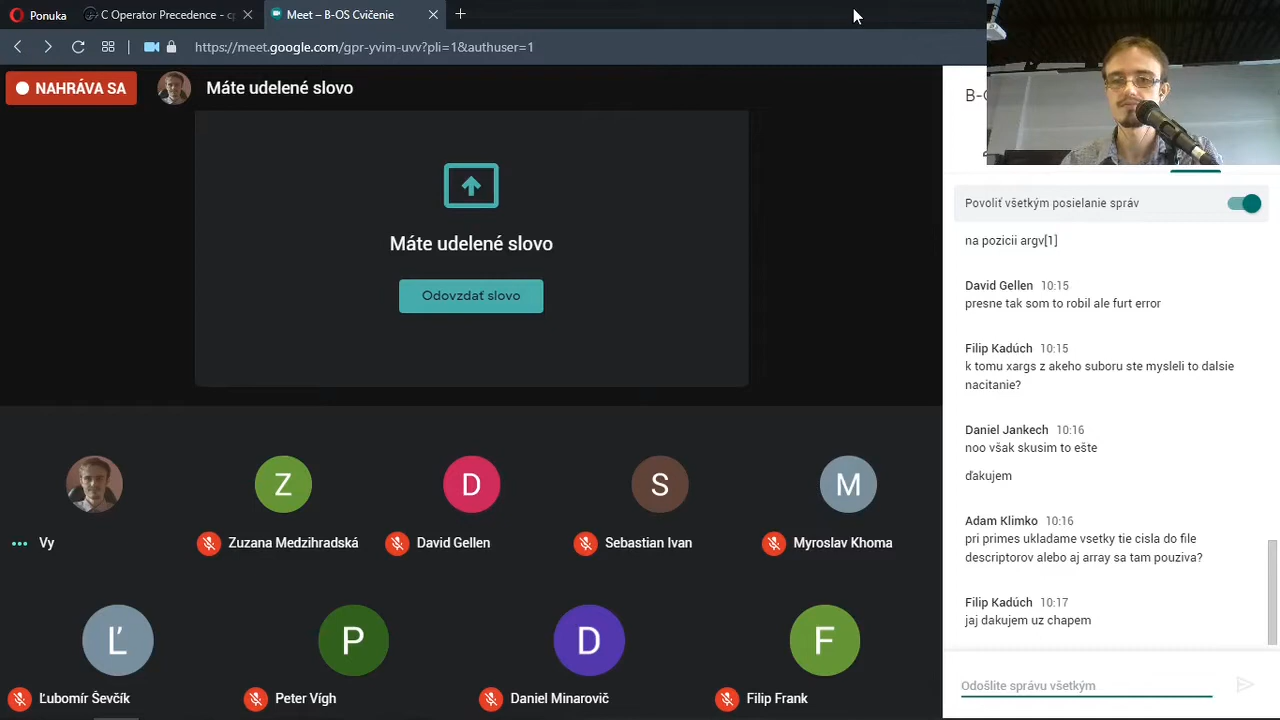 Ponuka
C Operator Precedence - cp
Meet – B-OS Cvičenie
https://meet.google.com/gpr-yvim-uvv?pli=1&authuser=1
NAHRÁVA SA
Máte udelené slovo
Máte udelené slovo
Odovzdať slovo
Vy
Zuzana Medzihradská
David Gellen
Sebastian Ivan
Myroslav Khoma
Z
D
S
M
Ľ
P
D
F
Ľubomír Ševčík
Peter Vigh
Daniel Minarovič
Filip Frank
Povoliť všetkým posielanie správ
na pozicii argv[1]
David Gellen 10:15
presne tak som to robil ale furt error
Filip Kadúch 10:15
k tomu xargs z akeho suboru ste mysleli to dalsie
nacitanie?
Daniel Jankech 10:16
noo však skusim to ešte
ďakujem
Adam Klimko 10:16
pri primes ukladame vsetky tie cisla do file
descriptorov alebo aj array sa tam pouziva?
Filip Kadúch 10:17
jaj dakujem uz chapem
Odošlite správu všetkým